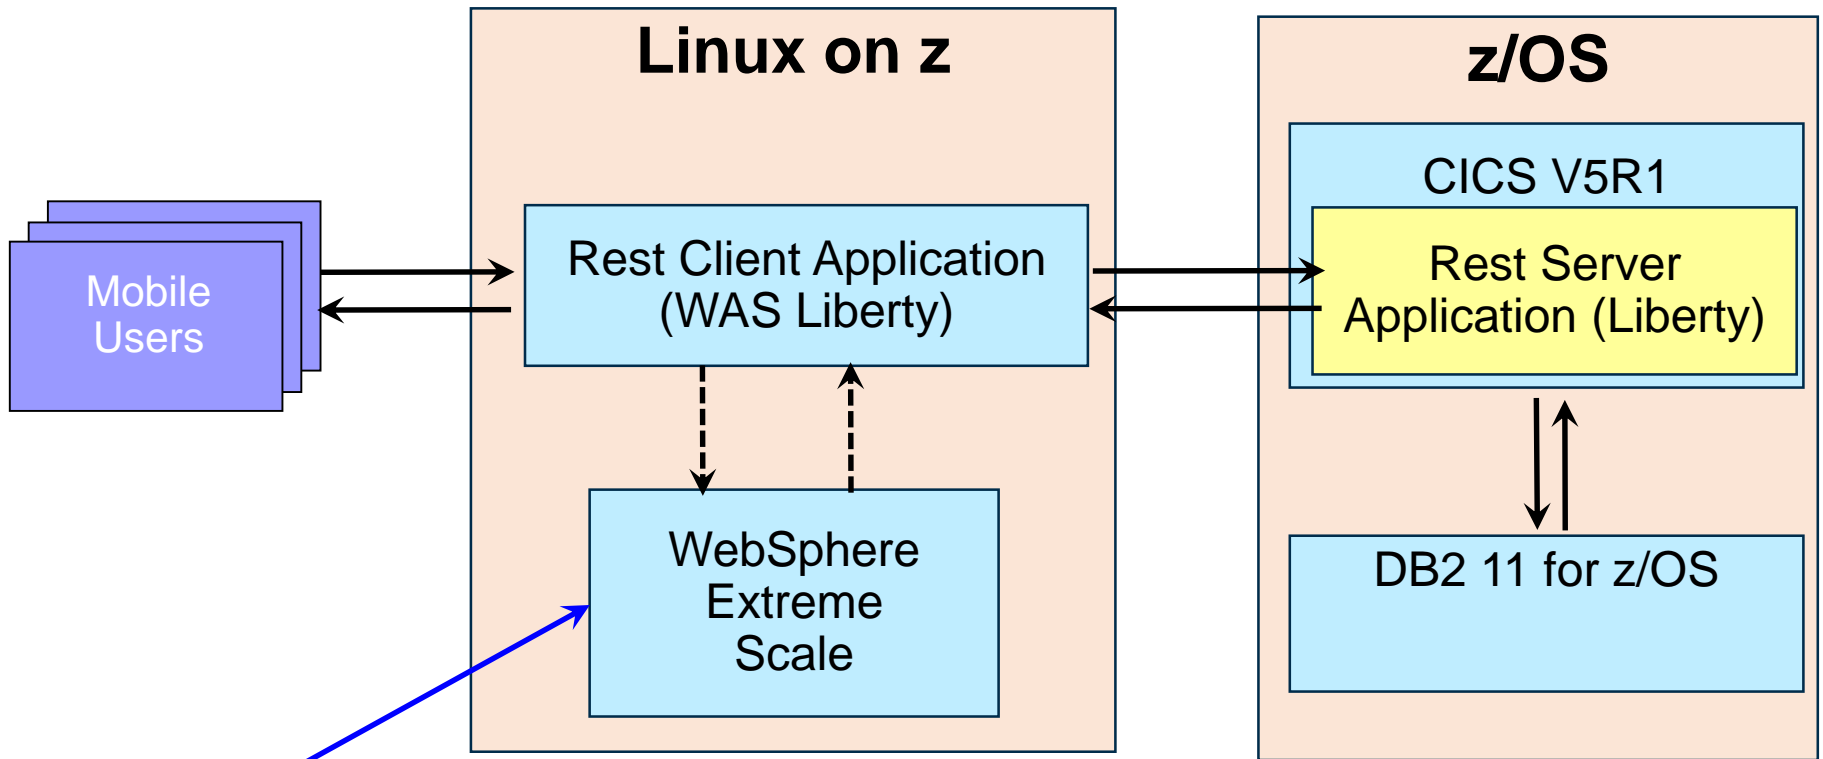 Linux on z
z/OS
CICS V5R1
Mobile
Users
Rest Client Application
(WAS Liberty)
Rest Server
Application (Liberty)
WebSphere
Extreme
Scale
DB2 11 for z/OS